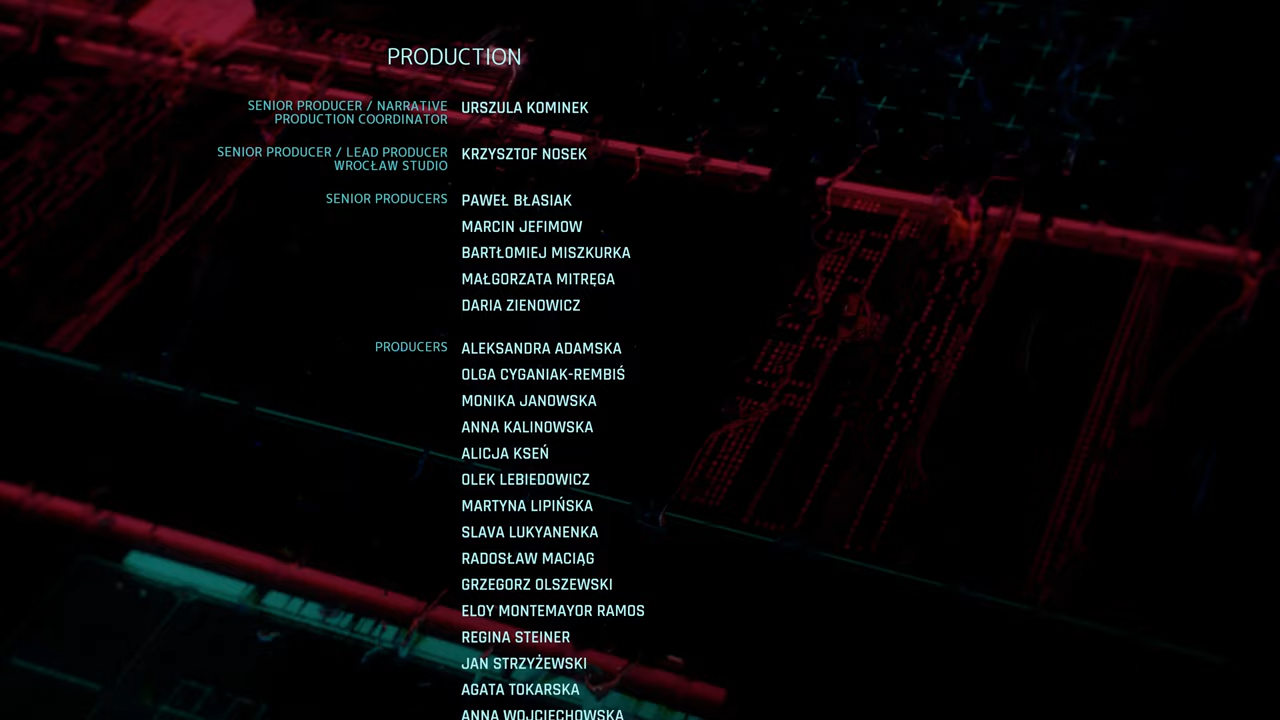 PRODUCTION
SENIOR PRODUCER / NARRATIVE PRODUCTION COORDINATOR URSZULA KOMINEK
SENIOR PRODUCER / LEAD PRODUCER WROCŁAW STUDIO KRZYSZTOF NOSEK
SENIOR PRODUCERS PAWEŁ BŁASIAK
MARCIN JEFIMOW
BARTŁOMIEJ MISZKURKA
MAŁGORZATA MITRĘGA
DARIA ZIENOWICZ
PRODUCERS ALEKSANDRA ADAMSKA
OLGA CYGANIAK-REMBIŚ
MONIKA JANOWSKA
ANNA KALINOWSKA
ALICJA KSEŃ
OLEK LEBIEDOWICZ
MARTYNA LIPIŃSKA
SLAVA LUKYANENKA
RADOSŁAW MACIĄG
GRZEGORZ OLSZEWSKI
ELOY MONTEMAYOR RAMOS
REGINA STEINER
JAN STRZYŻEWSKI
AGATA TOKARSKA
ANNA WOJCIECHOWSKA